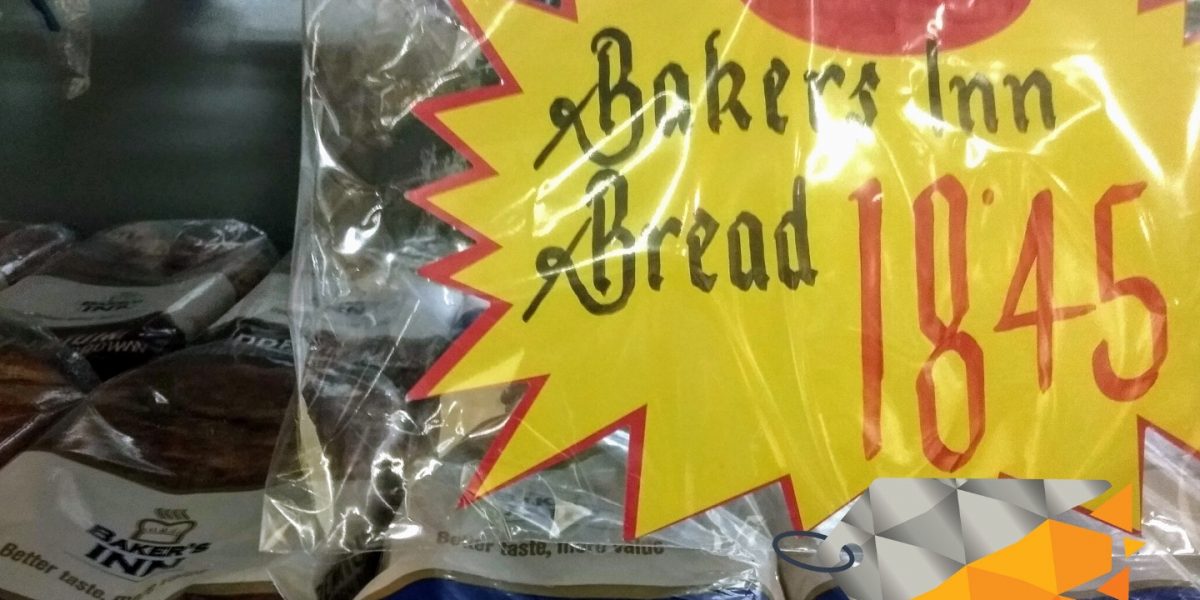 Bakers Inn
Bread 18.45
BAKER'S
INN
Better taste,
Better taste, more value